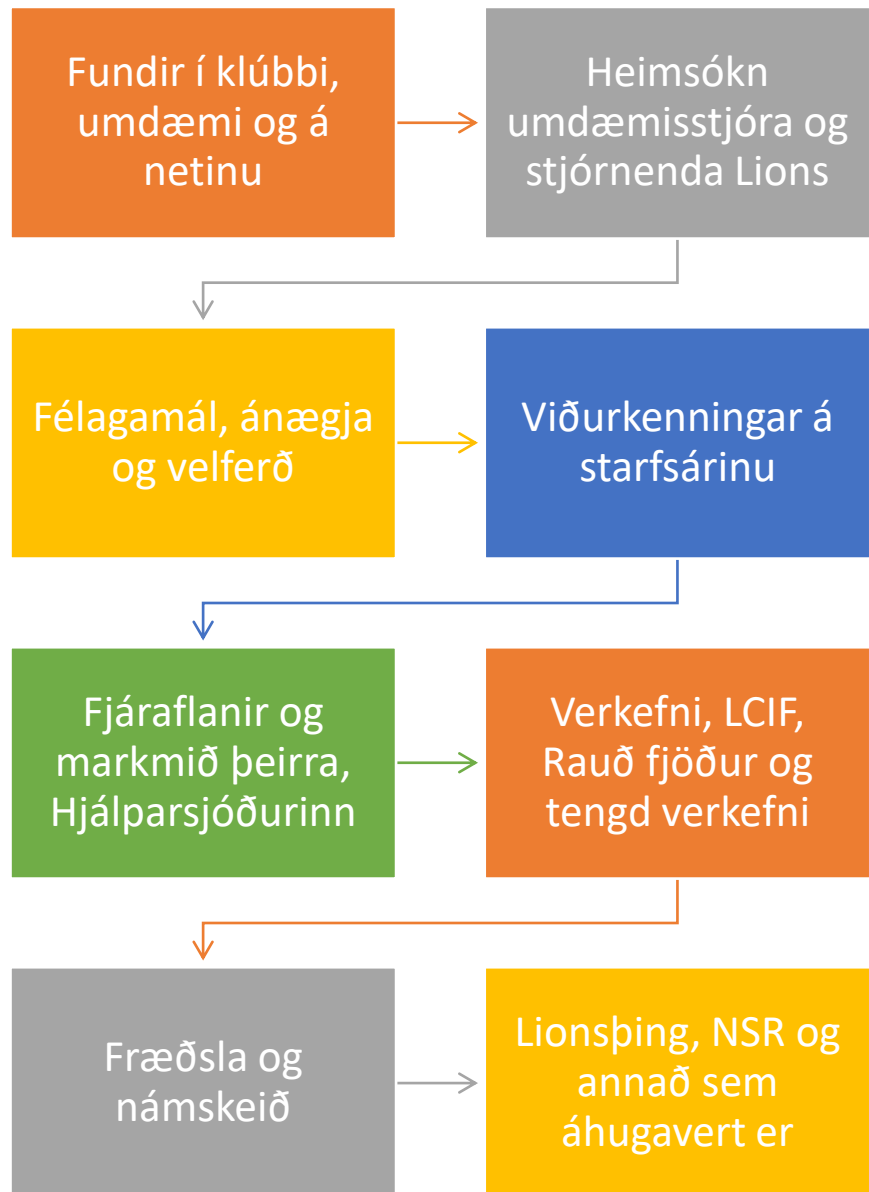 Fundir í klúbbi,
umdæmi og á
netinu
Heimsókn
umdæmisstjóra og
stjórnenda Lions
Félagamál, ánægja
og velferð
Viðurkenningar á
starfsárinu
Fjáraflanir og
markmið þeirra,
Hjálparsjóðurinn
Verkefni, LCIF,
Rauð fjöður og
tengd verkefni
Fræðsla og
námskeið
Lionsþing, NSR og
annað sem
áhugavert er